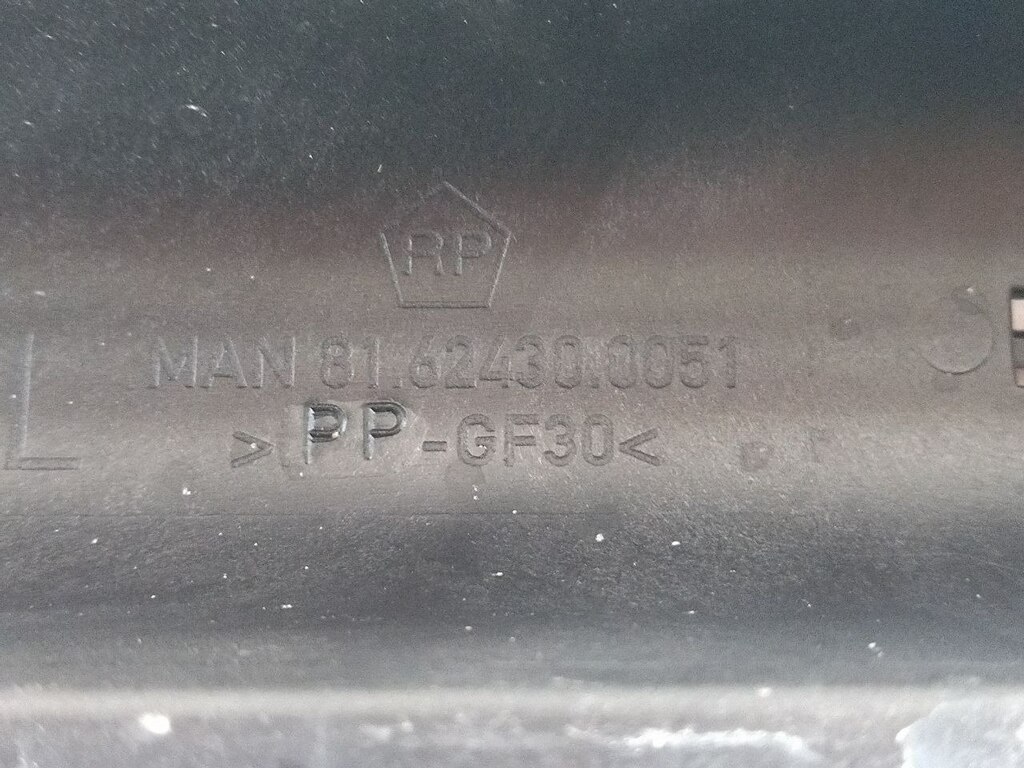 RP
MAN 81.62430.0051
L
>PP-GF30<